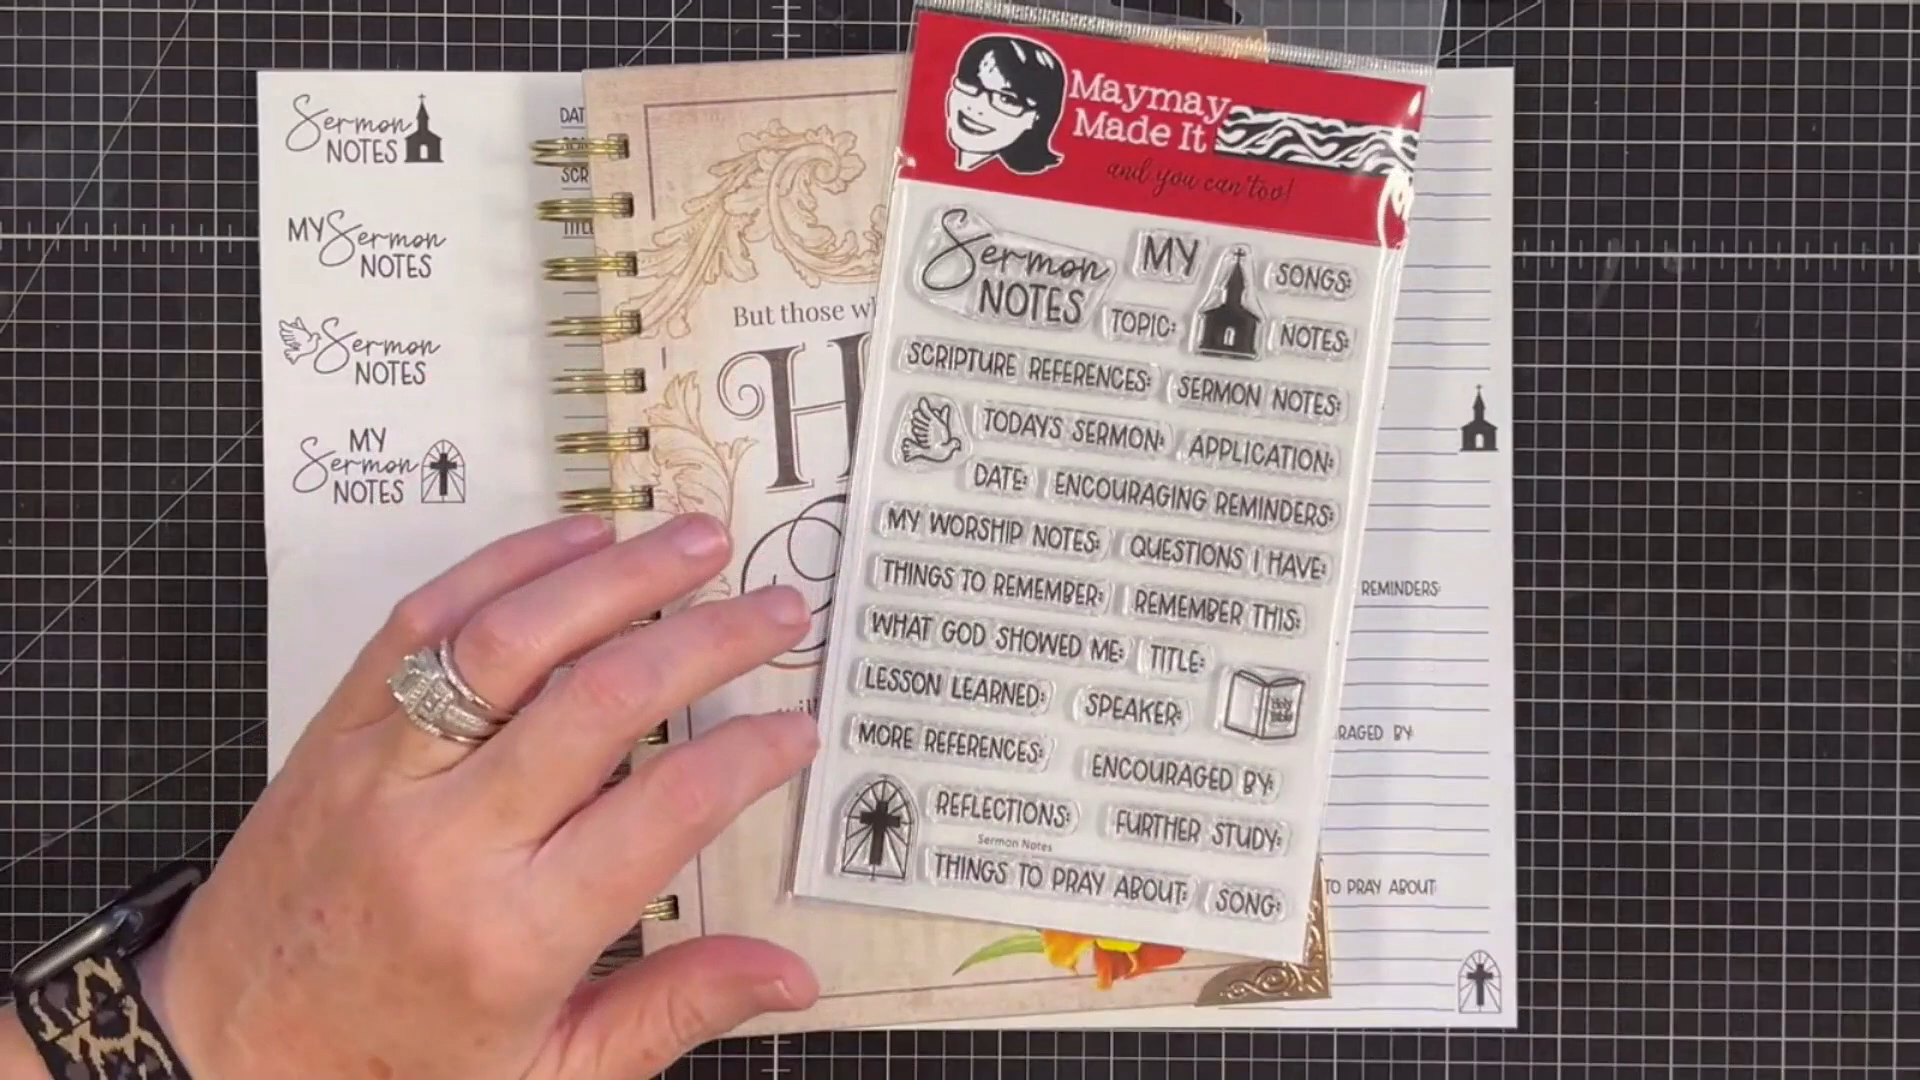 Sermon
NOTES
MY Sermon
NOTES
Sermon
NOTES
MY
Sermon
NOTES
But those
H
Maymay
Made It
and you can too!
Sermon
NOTES
MY
SONGS:
TOPIC:
NOTES:
SCRIPTURE REFERENCES:
SERMON NOTES:
TODAY'S SERMON:
APPLICATION:
DATE:
ENCOURAGING REMINDERS:
MY WORSHIP NOTES:
QUESTIONS I HAVE:
THINGS TO REMEMBER:
REMEMBER THIS:
WHAT GOD SHOWED ME:
TITLE:
LESSON LEARNED:
SPEAKER:
Holy
Bible
MORE REFERENCES:
ENCOURAGED BY:
REFLECTIONS:
FURTHER STUDY:
Sermon Notes
THINGS TO PRAY ABOUT:
SONG:
REMINDERS:
RAGED BY:
TO PRAY ABOUT: